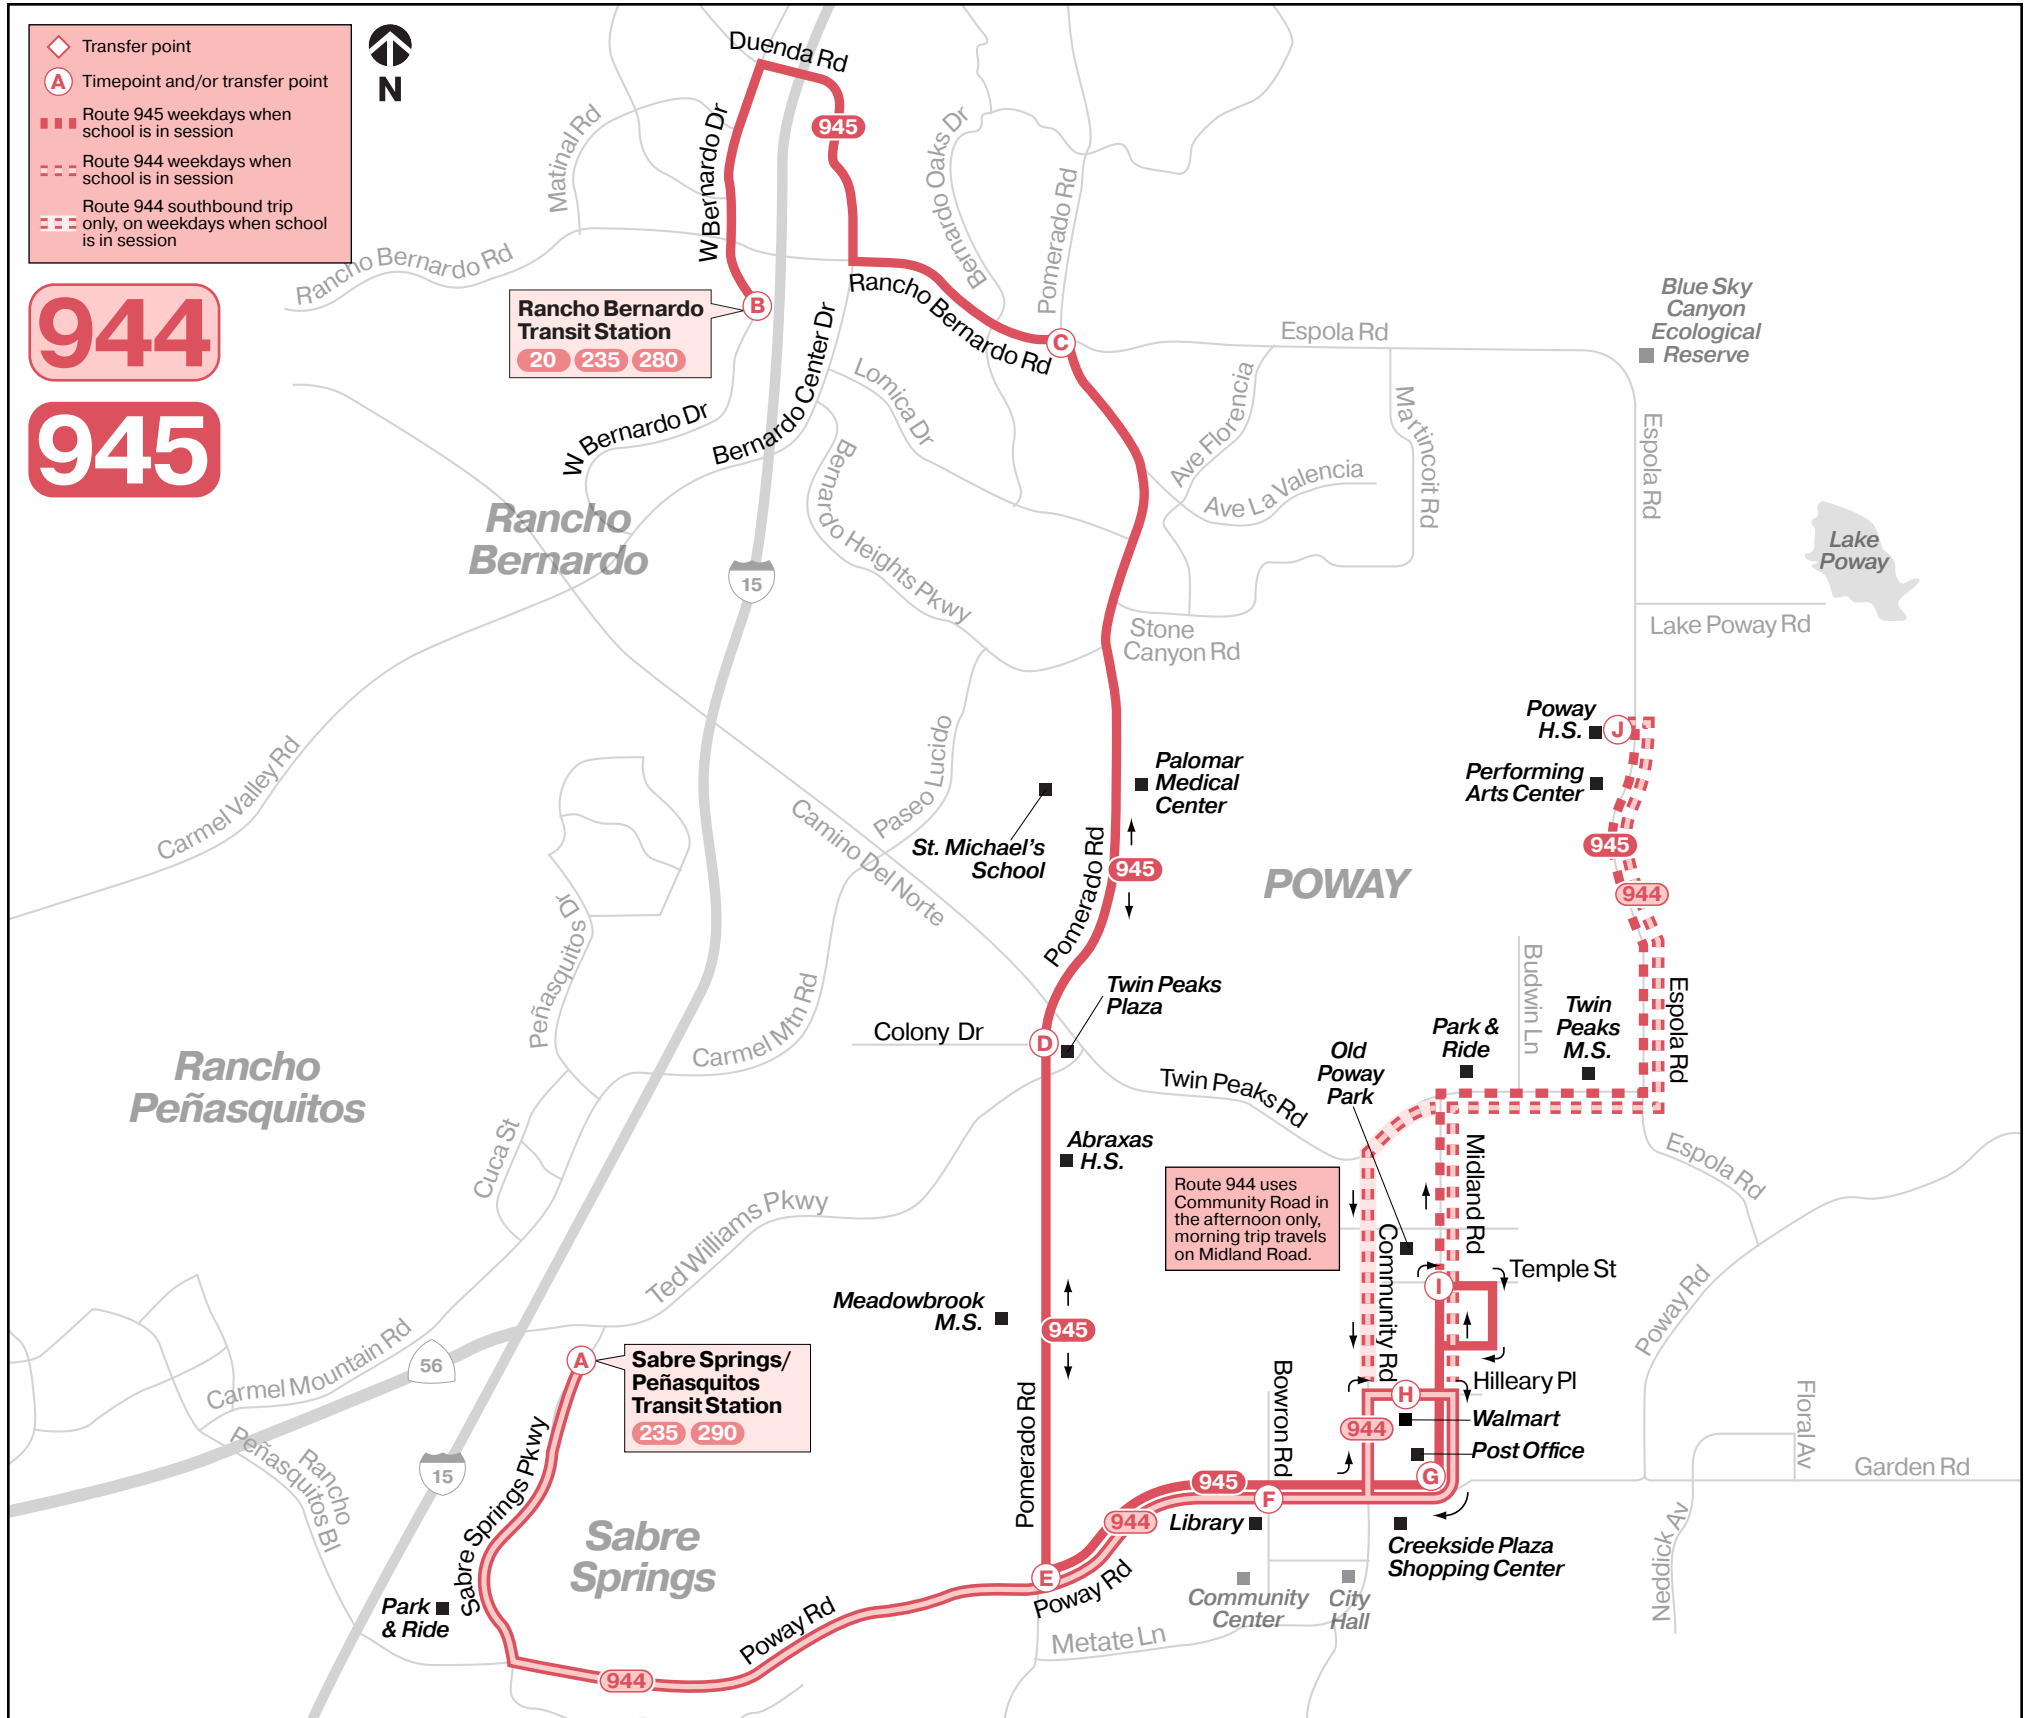 Transfer point
A
Timepoint and/or transfer point
Route 945 weekdays when
school is in session
Route 944 weekdays when
school is in session
Route 944 southbound trip
only, on weekdays when school
is in session
N
944
945
Duenda Rd
945
W Bernardo Dr
Matinal Rd
Rancho Bernardo Rd
Bernardo Oaks Dr
Pomerado Rd
B
Rancho Bernardo
Transit Station
20 235 280
Rancho Bernardo Rd
C
Bernardo Center Dr
W Bernardo Dr
Lomica Dr
Bernardo Heights Pkwy
Espola Rd
Blue Sky
Canyon
Ecological
Reserve
Ave Florencia
Ave La Valencia
Martincoit Rd
Espola Rd
Lake
Poway
Lake Poway Rd
Rancho
Bernardo
15
Stone
Canyon Rd
Carmel Valley Rd
Paseo Lucido
Camino Del Norte
St. Michael's
School
Palomar
Medical
Center
Pomerado Rd
945
POWAY
Poway
H.S.
J
Performing
Arts Center
945
944
Peñasquitos Dr
Carmel Mtn Rd
Twin Peaks
Plaza
Colony Dr
D
Budwin Ln
Twin
Peaks
M.S.
Park &
Ride
Espola Rd
Old
Poway
Park
Twin Peaks Rd
Rancho
Peñasquitos
Cuca St
Abraxas
H.S.
Midland Rd
Espola Rd
Route 944 uses
Community Road in
the afternoon only,
morning trip travels
on Midland Road.
Community Rd
Ted Williams Pkwy
Temple St
I
Poway Rd
Meadowbrook
M.S.
945
Carmel Mountain Rd
56
A
Sabre Springs/
Peñasquitos
Transit Station
235 290
Pomerado Rd
Bowron Rd
Hilleary Pl
H
Walmart
944
Post Office
G
Floral Av
Garden Rd
Rancho
Peñasquitos Bl
15
Sabre Springs Pkwy
945
F
944
Library
Creekside Plaza
Shopping Center
Neddick Av
Sabre
Springs
E
Poway Rd
Community
Center
City
Hall
Park
& Ride
Poway Rd
Metate Ln
944